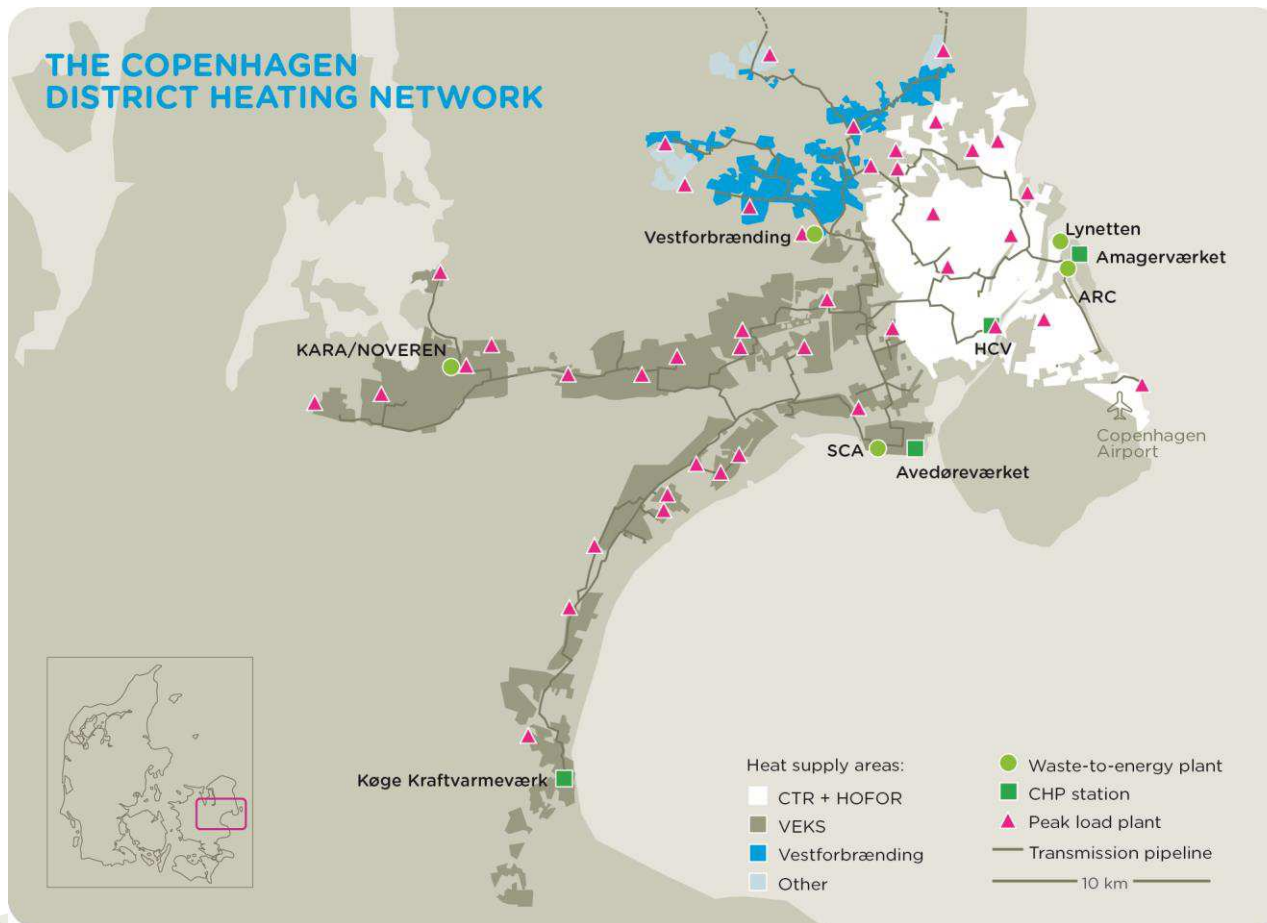 THE COPENHAGEN
DISTRICT HEATING NETWORK
Vestforbrænding
Lynetten
Amagerværket
ARC
KARA/NOVEREN
HCV
Copenhagen
Airport
SCA
Avedøreværket
Køge Kraftvarmeværk
Heat supply areas:
CTR + HOFOR
VEKS
Vestforbrænding
Other
Waste-to-energy plant
CHP station
Peak load plant
Transmission pipeline
10 km